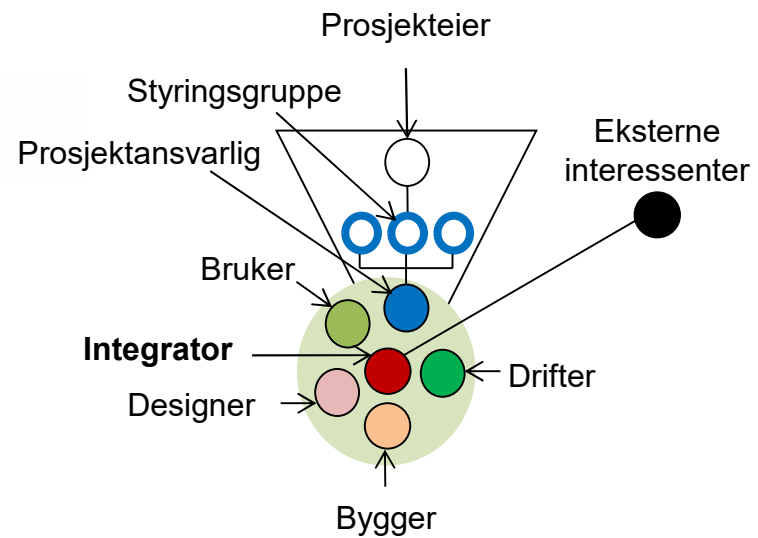 Prosjekteier
Styringsgruppe
Prosjektansvarlig
Eksterne
interessenter
Bruker
Integrator
Designer
Drifter
Bygger